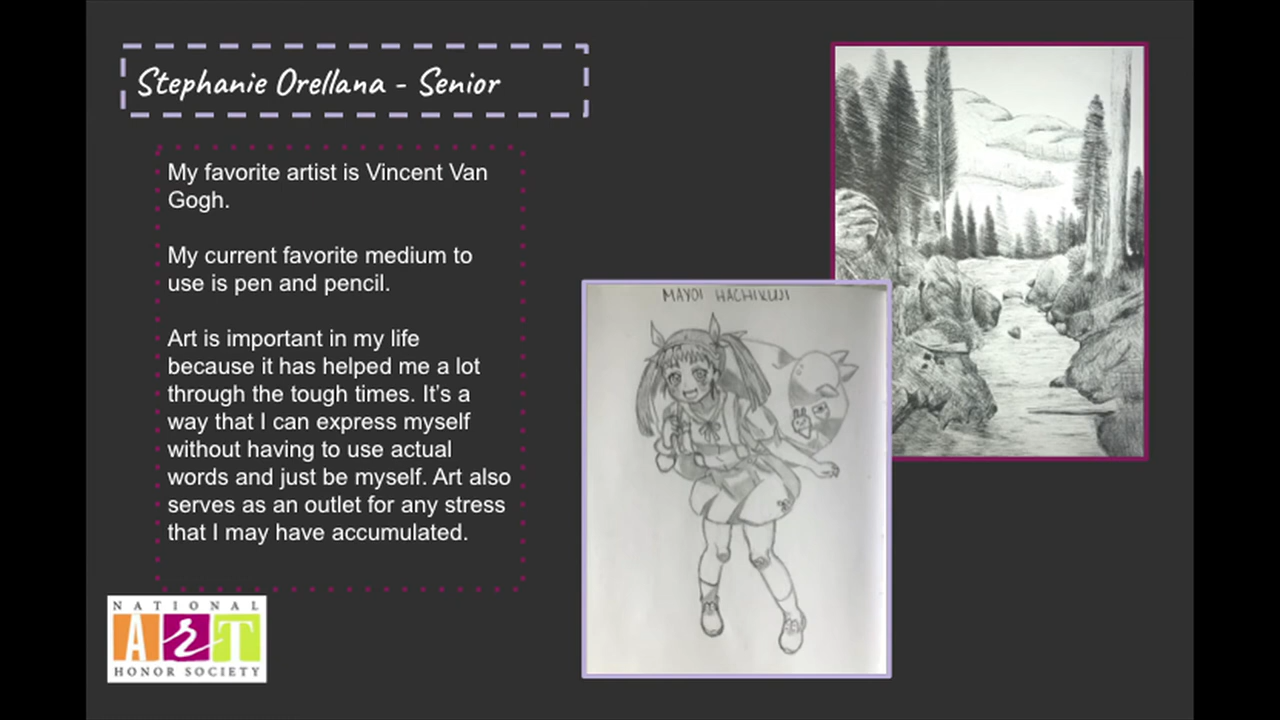 Stephanie Orellana - Senior
My favorite artist is Vincent Van
Gogh.
My current favorite medium to
use is pen and pencil.
Art is important in my life
because it has helped me a lot
through the tough times. It’s a
way that I can express myself
without having to use actual
words and just be myself. Art also
serves as an outlet for any stress
that I may have accumulated.
MAYOI HACHIKUJI
NATIONAL
ArT
HONOR SOCIETY